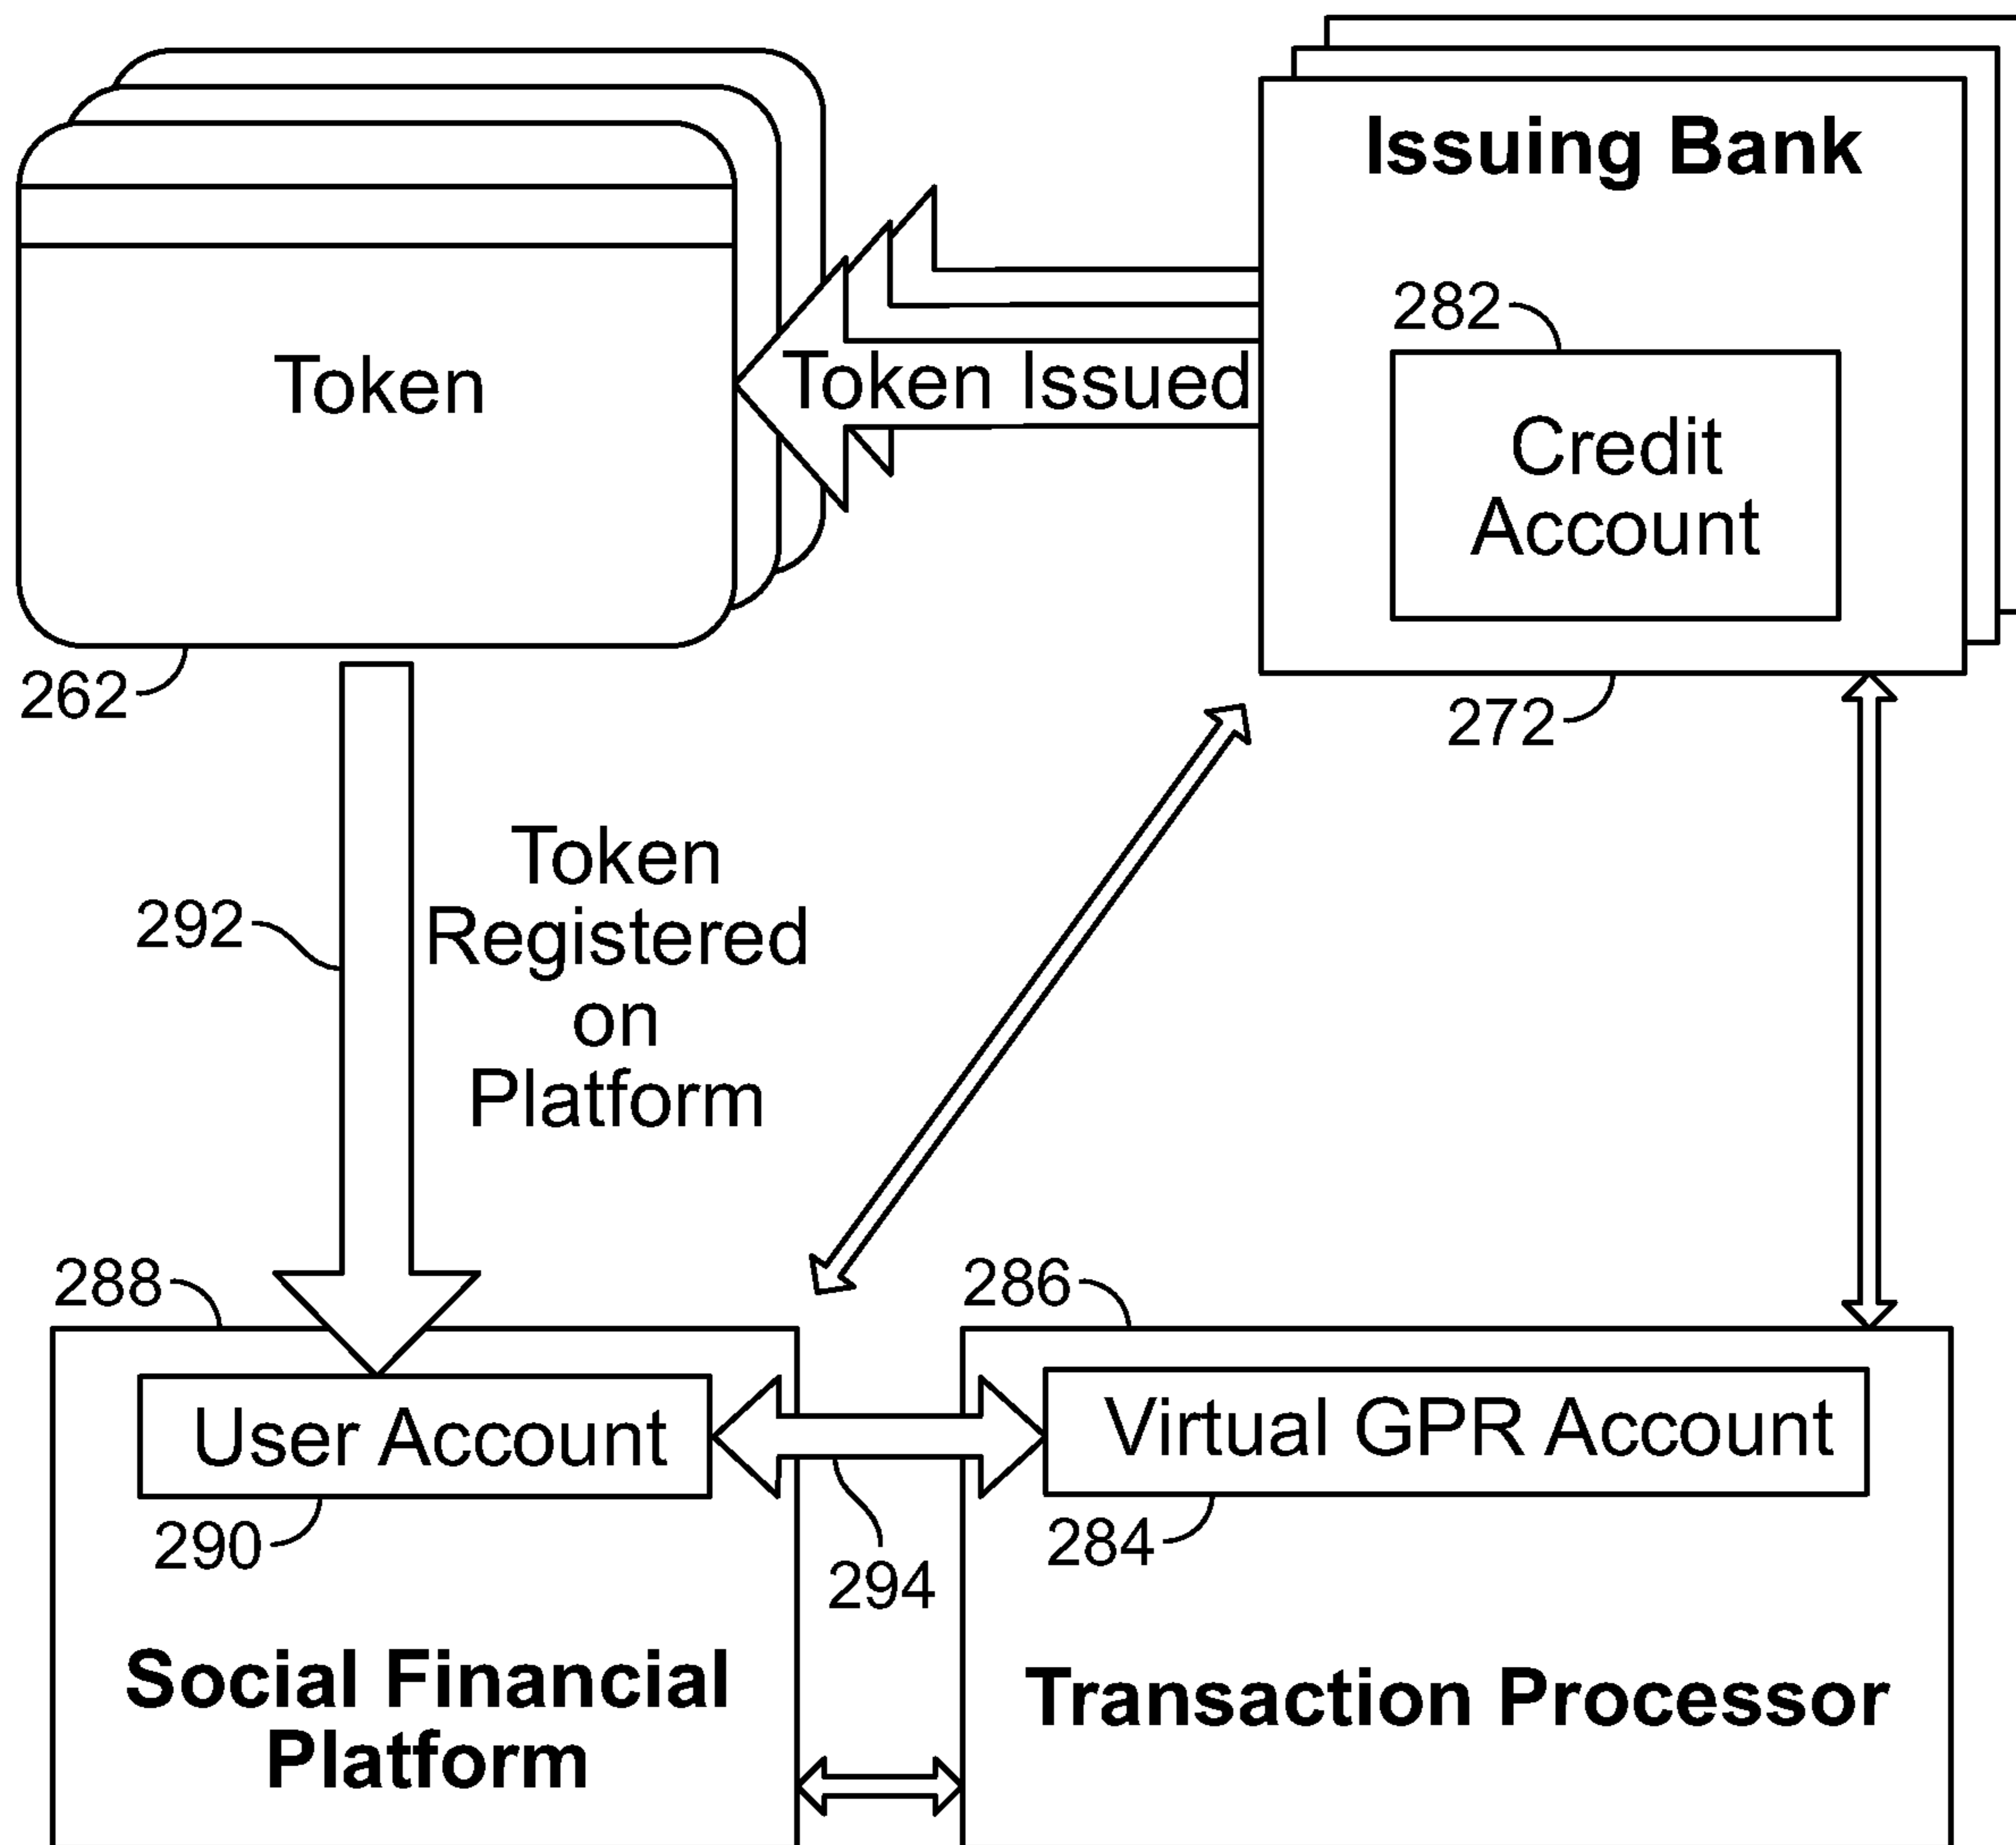 Issuing Bank
282
Token
Token Issued
Credit
Account
262
272
Token
Registered
on
Platform
292
288
286
User Account
Virtual GPR Account
290
284
294
Social Financial
Platform
Transaction Processor